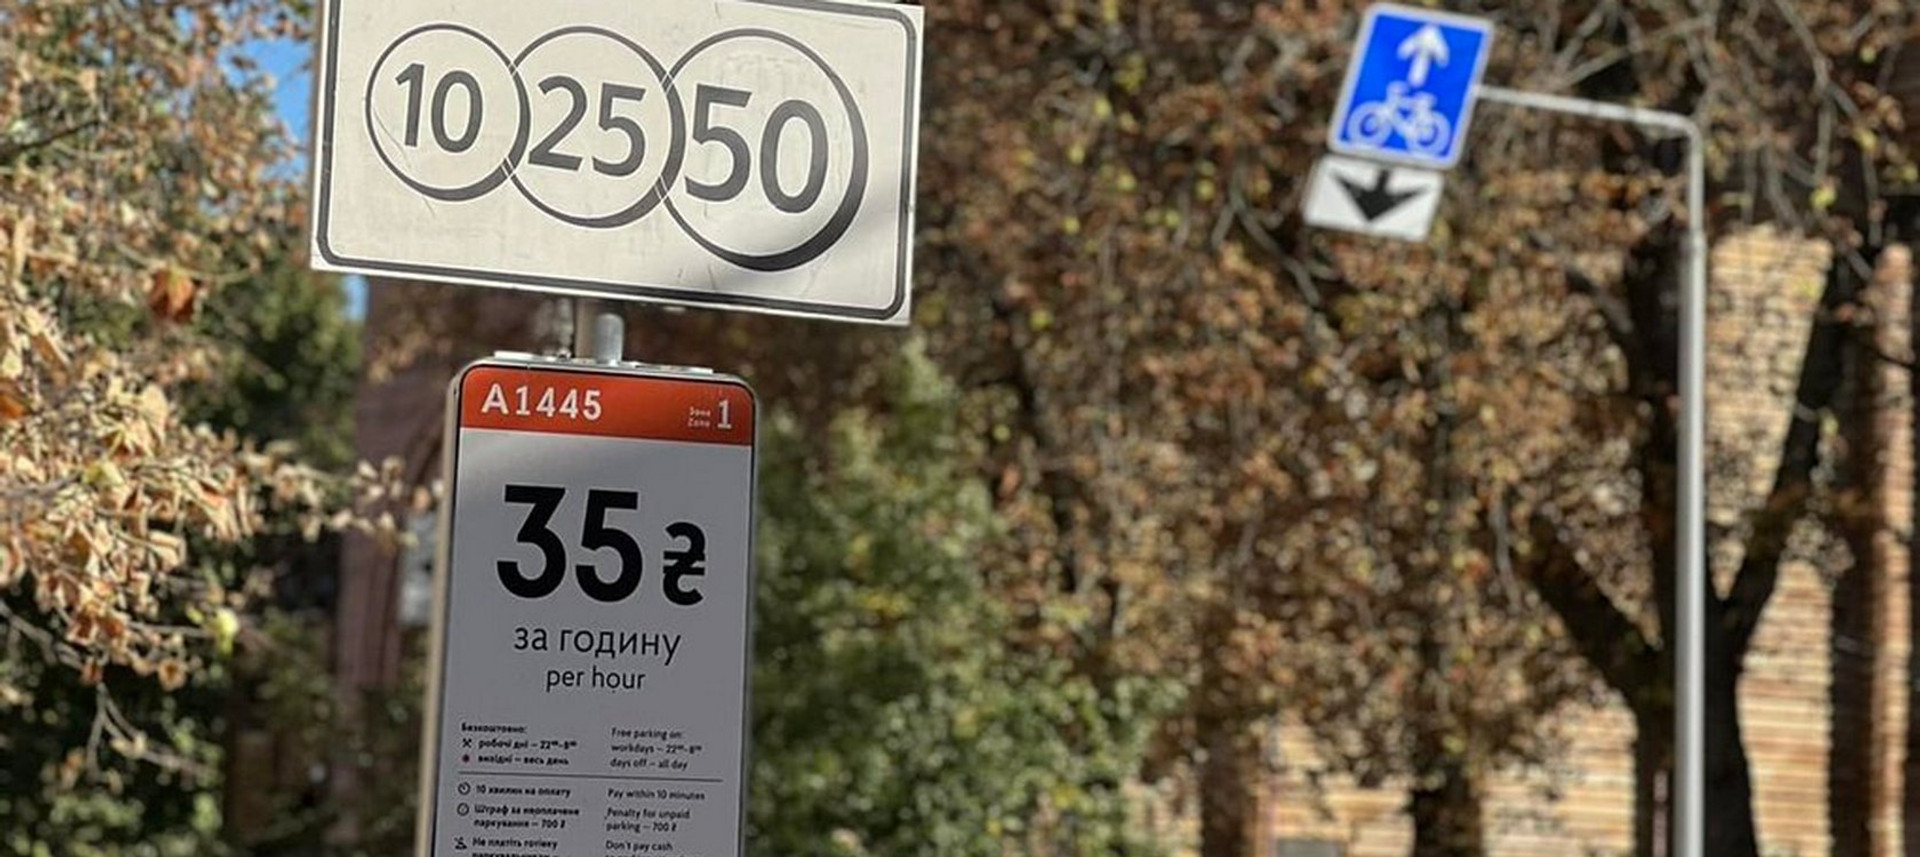 10 25 50
A1445
Зона
Zone 1
35 ₴
за годину
per hour
Безкоштовно:
робочі дні – 22⁰⁰–8⁰⁰
вихідні – весь день
Free parking on:
workdays – 22⁰⁰–8⁰⁰
days off – all day
10 хвилин на оплату
Pay within 10 minutes
Штраф за неоплачене
паркування – 700 ₴
Penalty for unpaid
parking – 700 ₴
Не платіть готівку
Don't pay cash